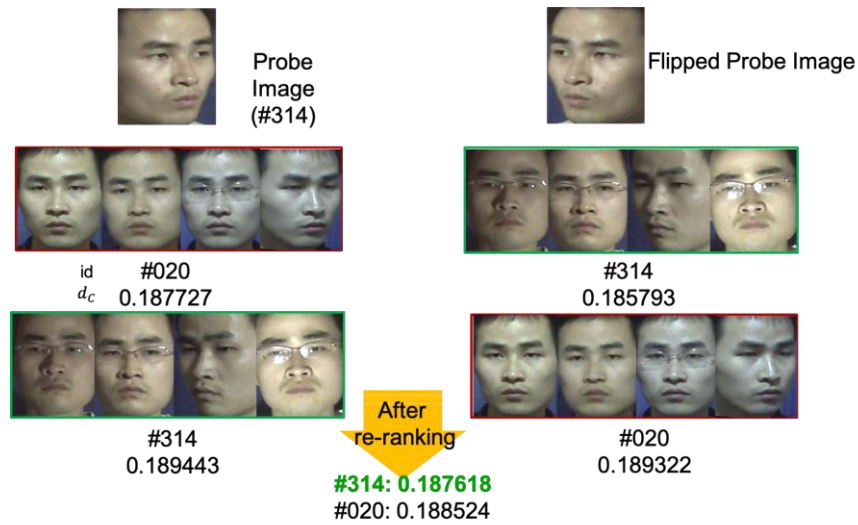 Probe
Image
(#314)
Flipped Probe Image
id #020
d_C 0.187727
#314
0.185793
#314
0.189443
#020
0.189322
After
re-ranking
#314: 0.187618
#020: 0.188524